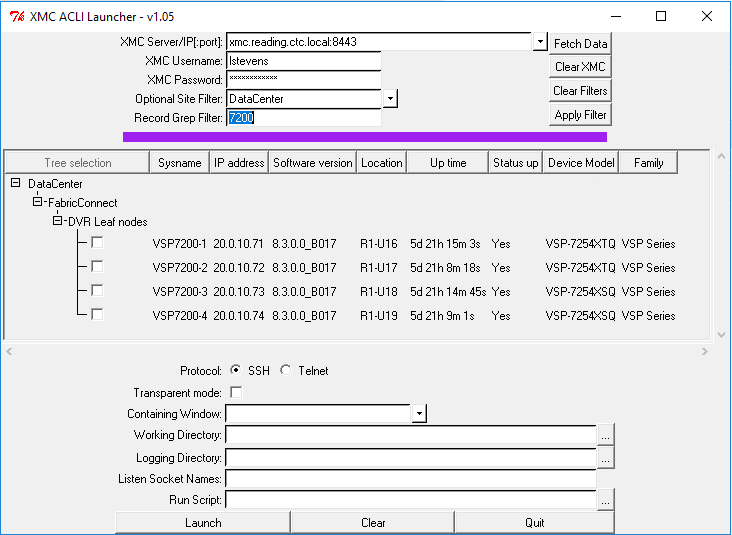 XMC ACLI Launcher - v1.05
XMC Server/IP[:port]: xmc.reading.ctc.local:8443 Fetch Data
XMC Username: lstevens
XMC Password: ************ Clear XMC
Optional Site Filter: DataCenter Clear Filters
Record Grep Filter: 7200 Apply Filter
Tree selection Sysname IP address Software version Location Up time Status up Device Model Family
DataCenter
FabricConnect
DVR Leaf nodes
VSP7200-1 20.0.10.71 8.3.0.0_B017 R1-U16 5d 21h 15m 3s Yes VSP-7254XTQ VSP Series
VSP7200-2 20.0.10.72 8.3.0.0_B017 R1-U17 5d 21h 8m 18s Yes VSP-7254XTQ VSP Series
VSP7200-3 20.0.10.73 8.3.0.0_B017 R1-U18 5d 21h 14m 45s Yes VSP-7254XSQ VSP Series
VSP7200-4 20.0.10.74 8.3.0.0_B017 R1-U19 5d 21h 9m 1s Yes VSP-7254XSQ VSP Series
Protocol: SSH Telnet
Transparent mode:
Containing Window:
Working Directory: ...
Logging Directory: ...
Listen Socket Names:
Run Script: ...
Launch Clear Quit